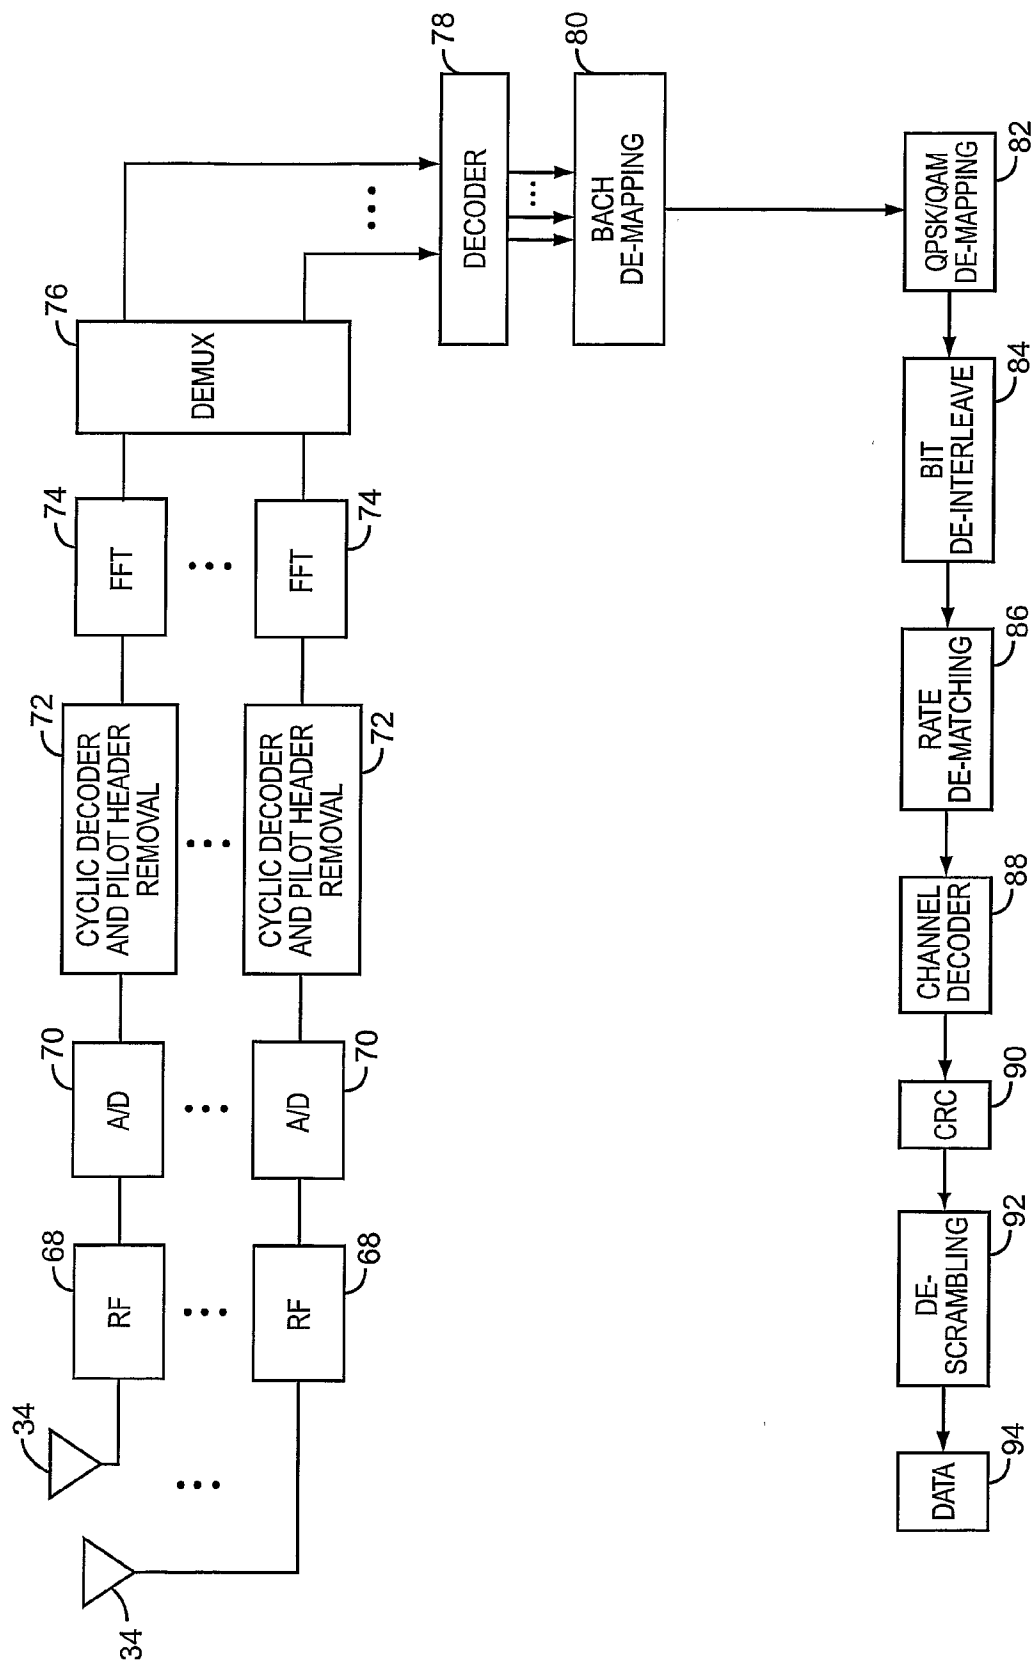 34
34
68
RF
68
RF
70
A/D
70
A/D
72
CYCLIC DECODER
AND PILOT HEADER
REMOVAL
72
CYCLIC DECODER
AND PILOT HEADER
REMOVAL
74
FFT
74
FFT
76
DEMUX
78
DECODER
80
BACH
DE-MAPPING
QPSK/QAM
DE-MAPPING
82
BIT
DE-INTERLEAVE
84
RATE
DE-MATCHING
86
CHANNEL
DECODER
88
CRC
90
DE-
SCRAMBLING
92
DATA
94